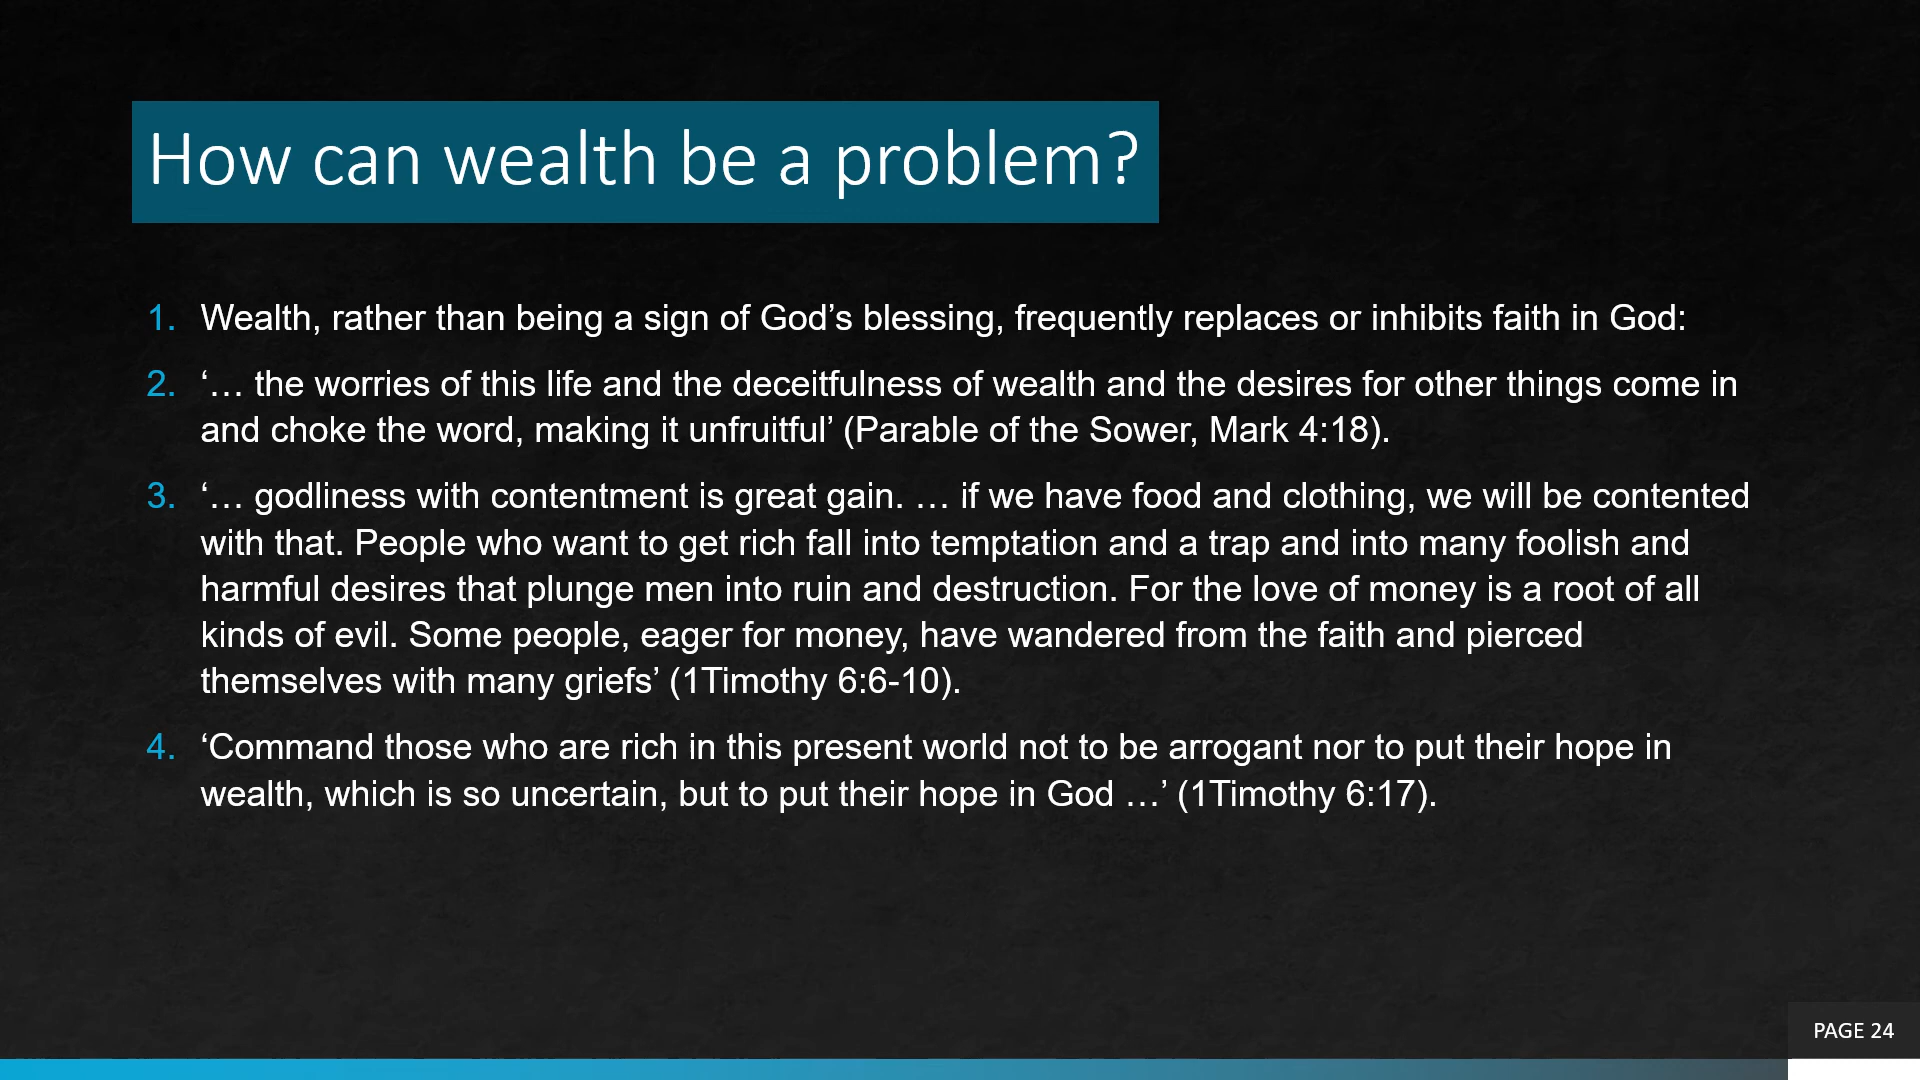 How can wealth be a problem?
1. Wealth, rather than being a sign of God’s blessing, frequently replaces or inhibits faith in God:
2. ‘… the worries of this life and the deceitfulness of wealth and the desires for other things come in
and choke the word, making it unfruitful’ (Parable of the Sower, Mark 4:18).
3. ‘… godliness with contentment is great gain. … if we have food and clothing, we will be contented
with that. People who want to get rich fall into temptation and a trap and into many foolish and
harmful desires that plunge men into ruin and destruction. For the love of money is a root of all
kinds of evil. Some people, eager for money, have wandered from the faith and pierced
themselves with many griefs’ (1Timothy 6:6-10).
4. ‘Command those who are rich in this present world not to be arrogant nor to put their hope in
wealth, which is so uncertain, but to put their hope in God …’ (1Timothy 6:17).
PAGE 24